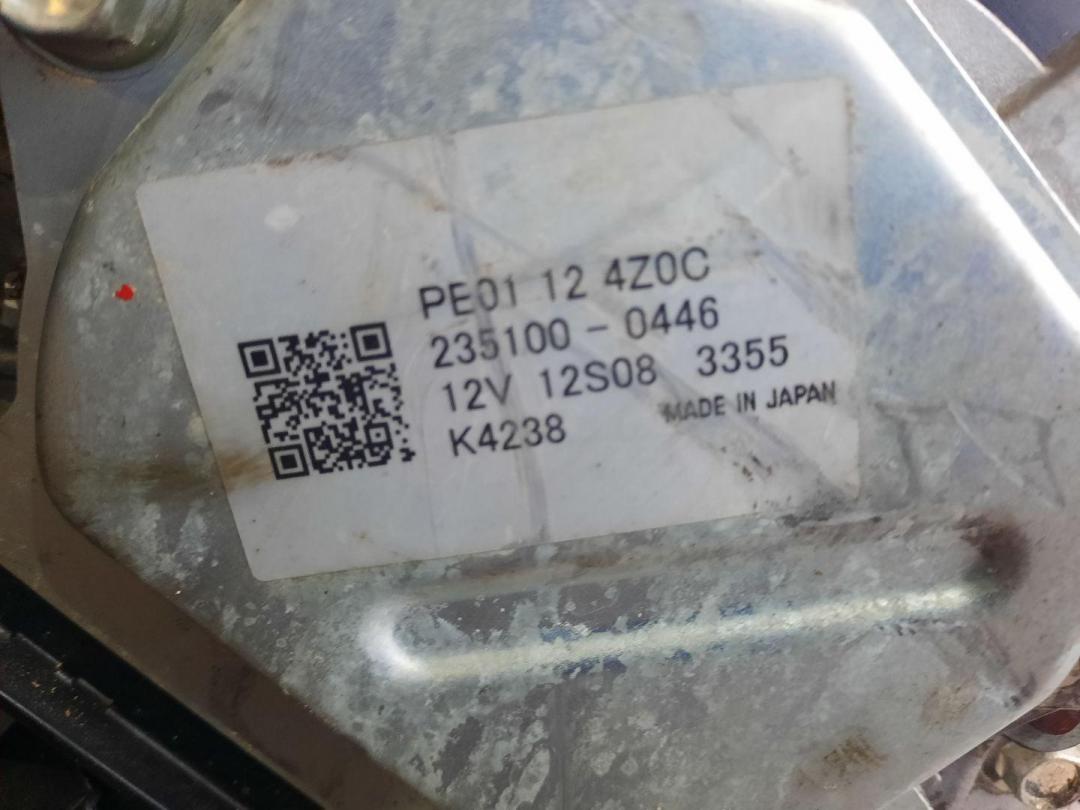 PE01 12 4Z0C
235100-0446
12V 12S08 3355
K4238 MADE IN JAPAN